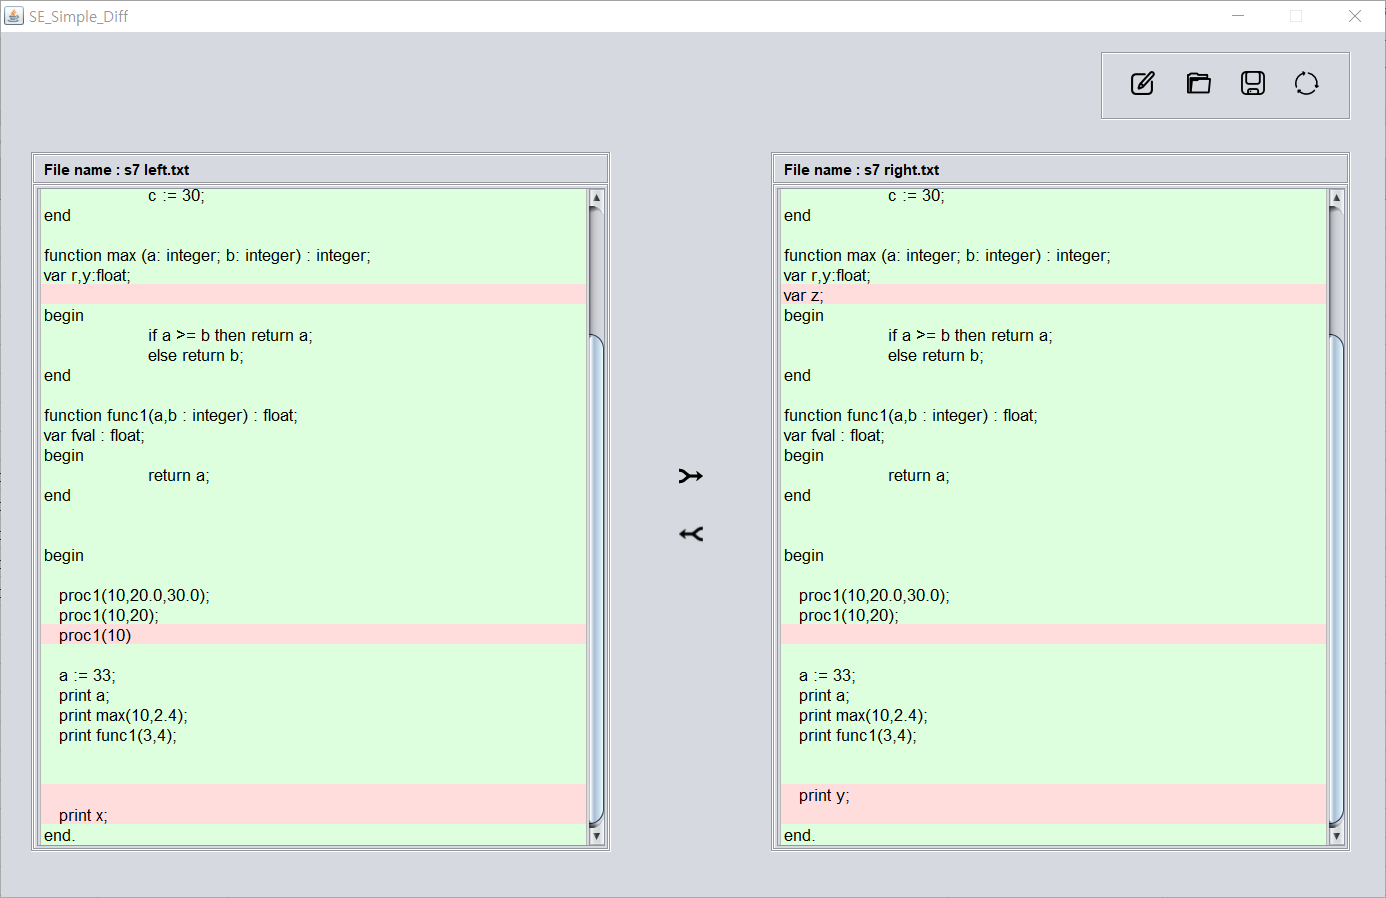 SE_Simple_Diff
File name : s7 left.txt
c := 30;
end
function max (a: integer; b: integer) : integer;
var r,y:float;
begin
if a >= b then return a;
else return b;
end
function func1(a,b : integer) : float;
var fval : float;
begin
return a;
end
begin
proc1(10,20.0,30.0);
proc1(10,20);
proc1(10)
a := 33;
print a;
print max(10,2.4);
print func1(3,4);
print x;
end.
File name : s7 right.txt
c := 30;
end
function max (a: integer; b: integer) : integer;
var r,y:float;
var z;
begin
if a >= b then return a;
else return b;
end
function func1(a,b : integer) : float;
var fval : float;
begin
return a;
end
begin
proc1(10,20.0,30.0);
proc1(10,20);
a := 33;
print a;
print max(10,2.4);
print func1(3,4);
print y;
end.